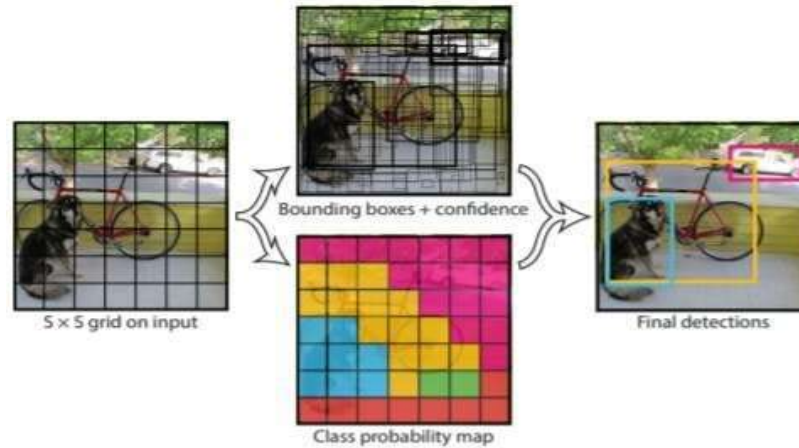 Bounding boxes + confidence
S × S grid on input
Final detections
Class probability map